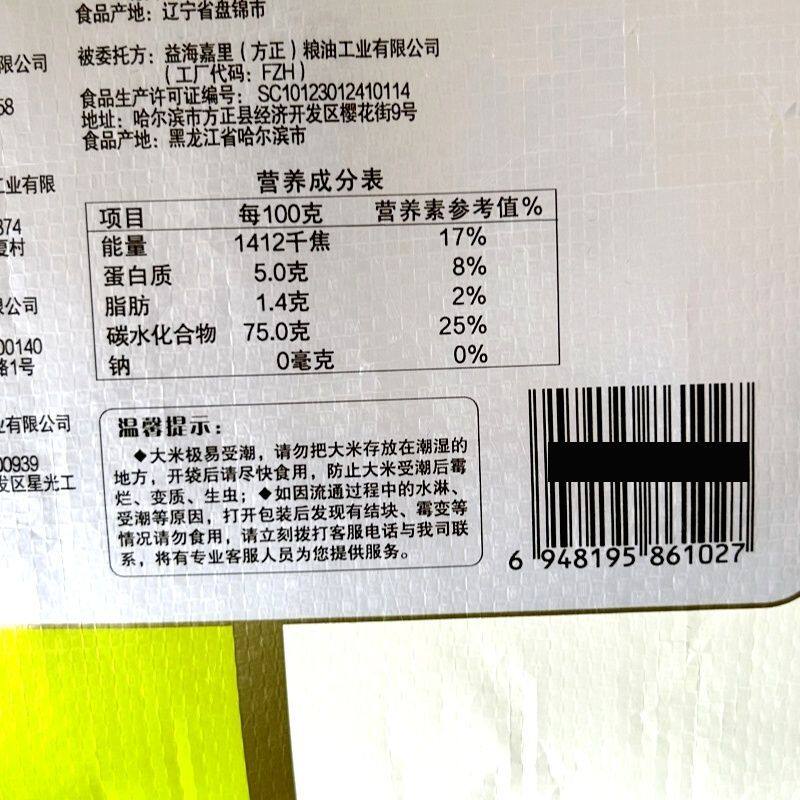 食品产地：辽宁省盘锦市
限公司
被委托方：益海嘉里（方正）粮油工业有限公司
（工厂代码：FZH）
58
食品生产许可证编号：SC10123012410114
地址：哈尔滨市方正县经济开发区樱花街9号
食品产地：黑龙江省哈尔滨市
工业有限
374
夏村
限公司
00140
路1号
业有限公司
00939
发区星光工
营养成分表
项目 每100克 营养素参考值%
能量 1412千焦 17%
蛋白质 5.0克 8%
脂肪 1.4克 2%
碳水化合物 75.0克 25%
钠 0毫克 0%
温馨提示：
◆大米极易受潮，请勿把大米存放在潮湿的
地方，开袋后请尽快食用，防止大米受潮后霉
烂、变质、生虫；◆如因流通过程中的水淋、
受潮等原因，打开包装后发现有结块、霉变等
情况请勿食用，请立刻拨打客服电话与我司联
系，将有专业客服人员为您提供服务。
6 948195 861027